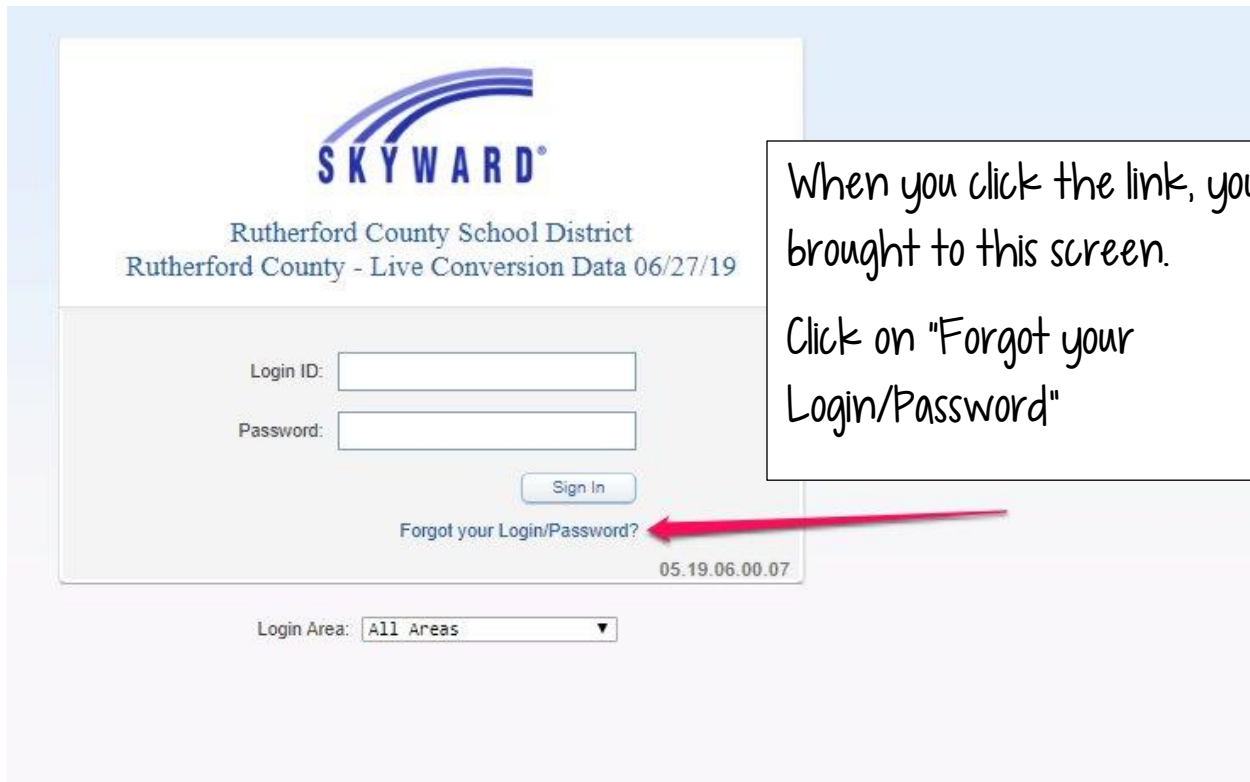 SKYWARD®
Rutherford County School District
Rutherford County - Live Conversion Data 06/27/19
Login ID:
Password:
Sign In
Forgot your Login/Password?
05.19.06.00.07
Login Area: All Areas
When you click the link, you
brought to this screen.
Click on "Forgot your
Login/Password"